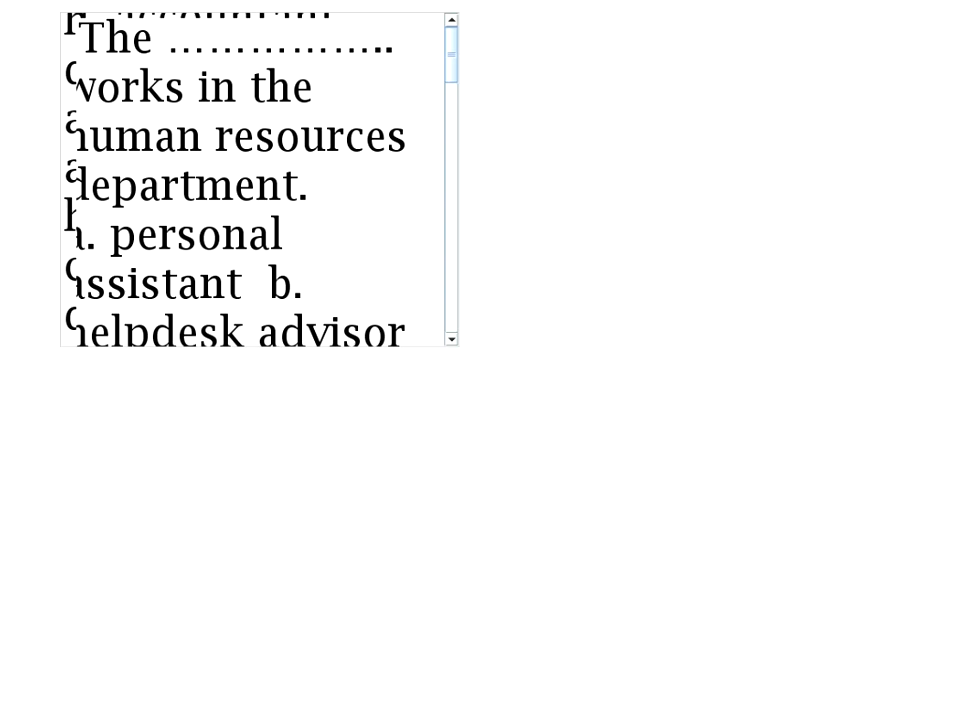 The ……………..
works in the
human resources
department.
a. personal
assistant b.
helpdesk advisor